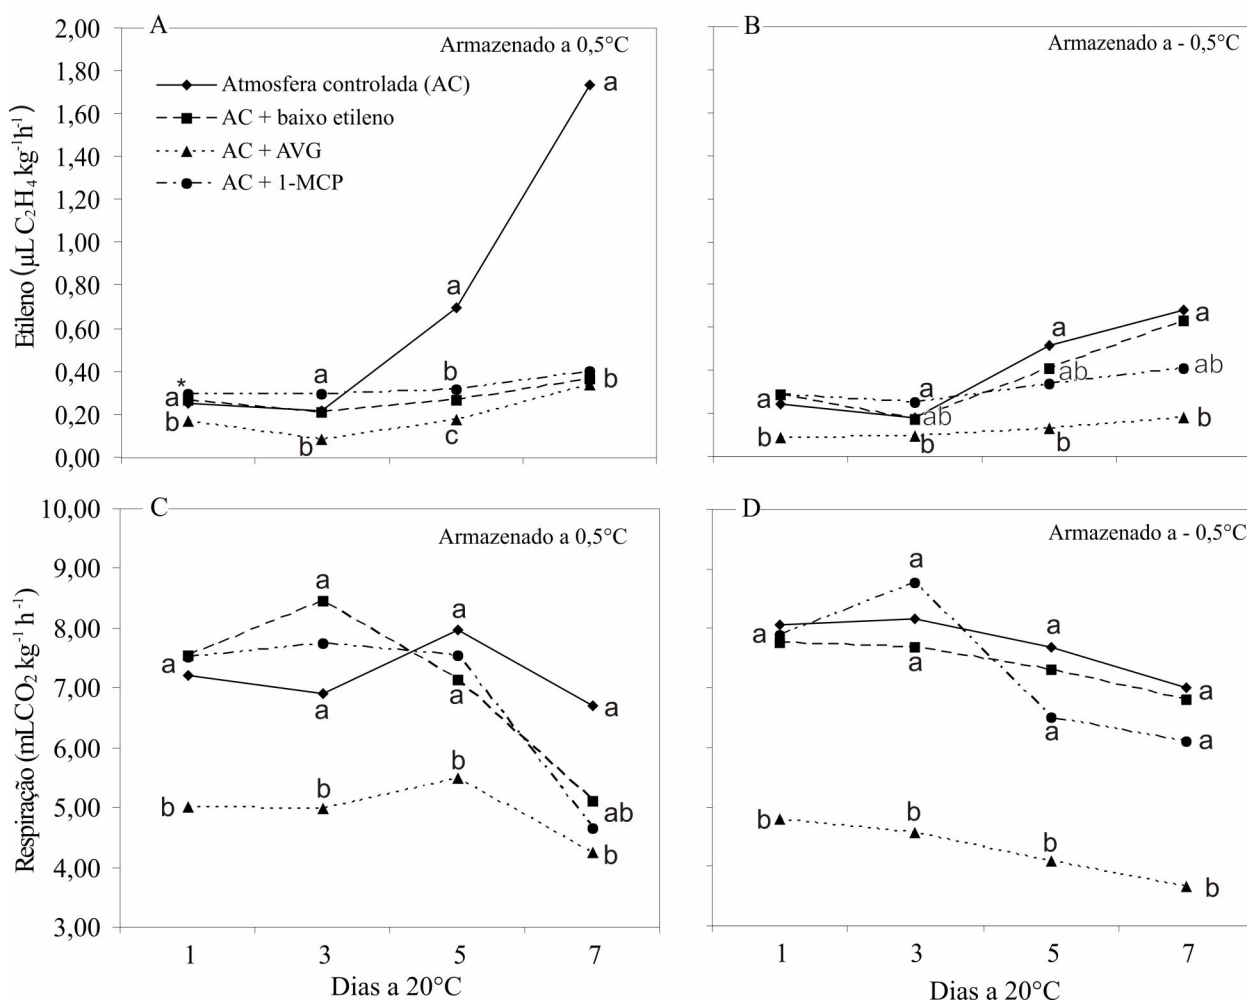 A
Armazenado a 0,5°C
Atmosfera controlada (AC)
AC + baixo etileno
AC + AVG
AC + 1-MCP
Etileno (µL C₂H₄ kg⁻¹h⁻¹)
2,00
1,80
1,60
1,40
1,20
1,00
0,80
0,60
0,40
0,20
0,00
*
a
b
a
b
a
b
c
a
b
B
Armazenado a - 0,5°C
a
b
a
ab
b
a
ab
b
a
ab
b
C
Armazenado a 0,5°C
Respiração (mLCO₂ kg⁻¹ h⁻¹)
10,00
9,00
8,00
7,00
6,00
5,00
4,00
3,00
a
b
a
a
b
a
a
b
a
ab
b
1 3 5 7
Dias a 20°C
D
Armazenado a - 0,5°C
a
b
a
a
b
a
a
b
a
a
b
1 3 5 7
Dias a 20°C